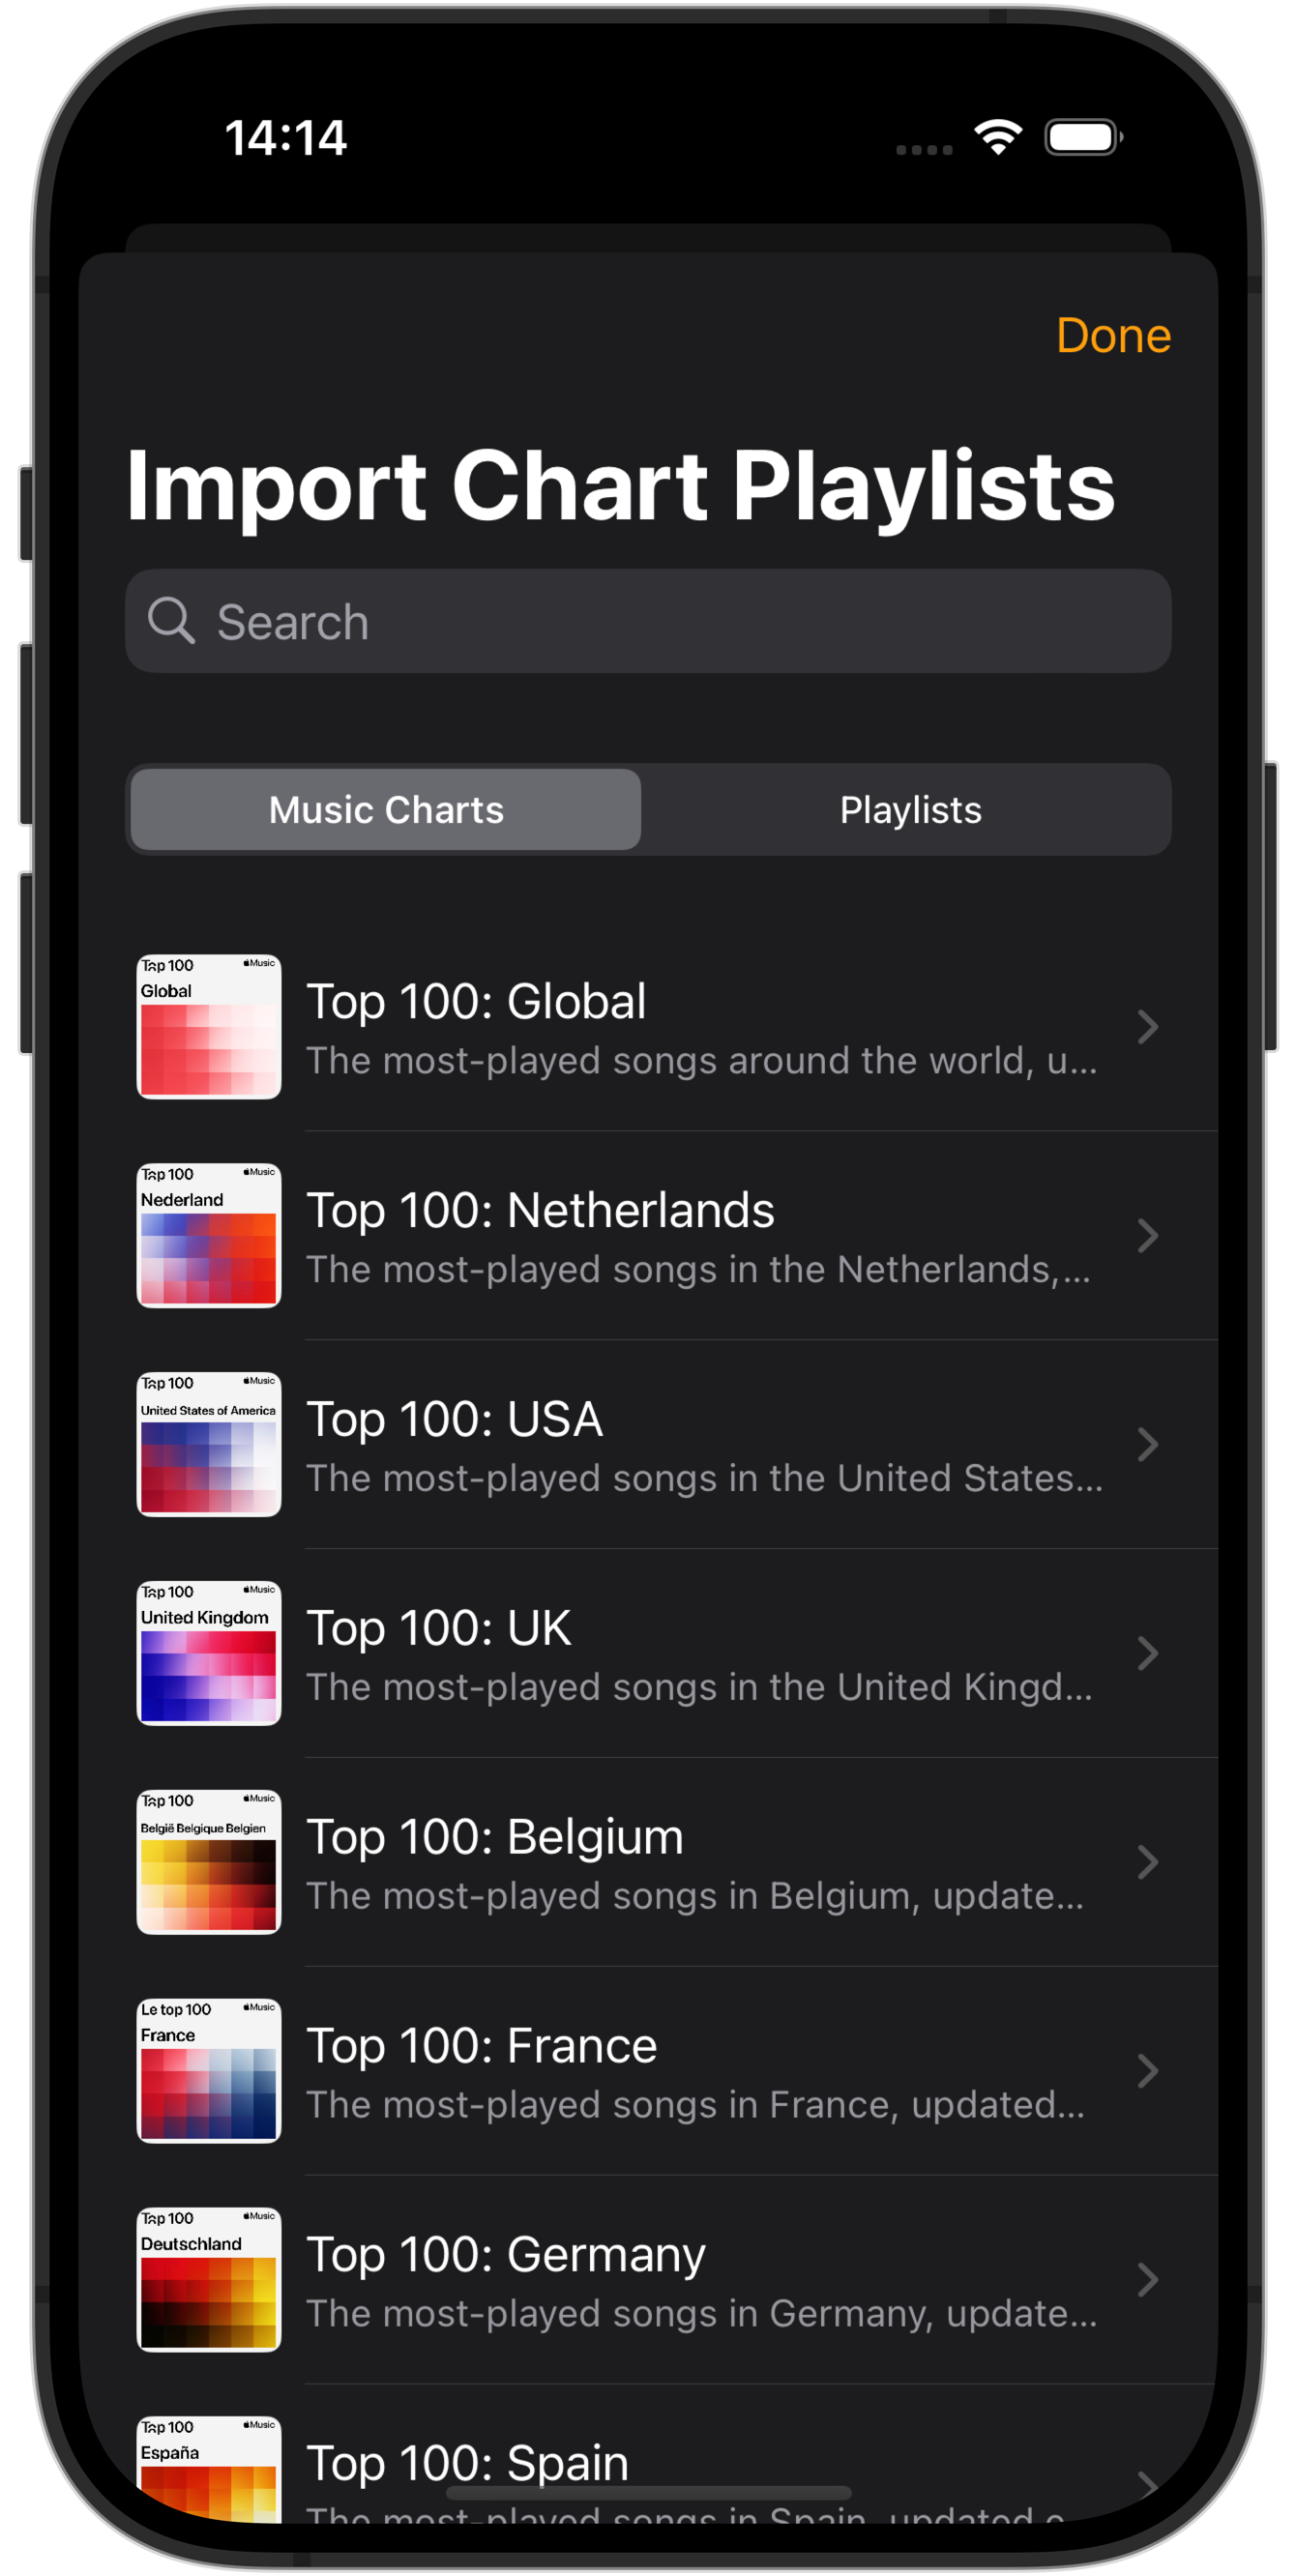 14:14
Done
Import Chart Playlists
Search
Music Charts
Playlists
Top 100
Music
Global
Top 100: Global
The most-played songs around the world, u...
Top 100
Music
Nederland
Top 100: Netherlands
The most-played songs in the Netherlands,...
Top 100
Music
United States of America
Top 100: USA
The most-played songs in the United States...
Top 100
Music
United Kingdom
Top 100: UK
The most-played songs in the United Kingd...
Top 100
Music
België Belgique Belgien
Top 100: Belgium
The most-played songs in Belgium, update...
Le top 100
Music
France
Top 100: France
The most-played songs in France, updated...
Top 100
Music
Deutschland
Top 100: Germany
The most-played songs in Germany, update...
Top 100
Music
España
Top 100: Spain
The most-played songs in Spain, updated e